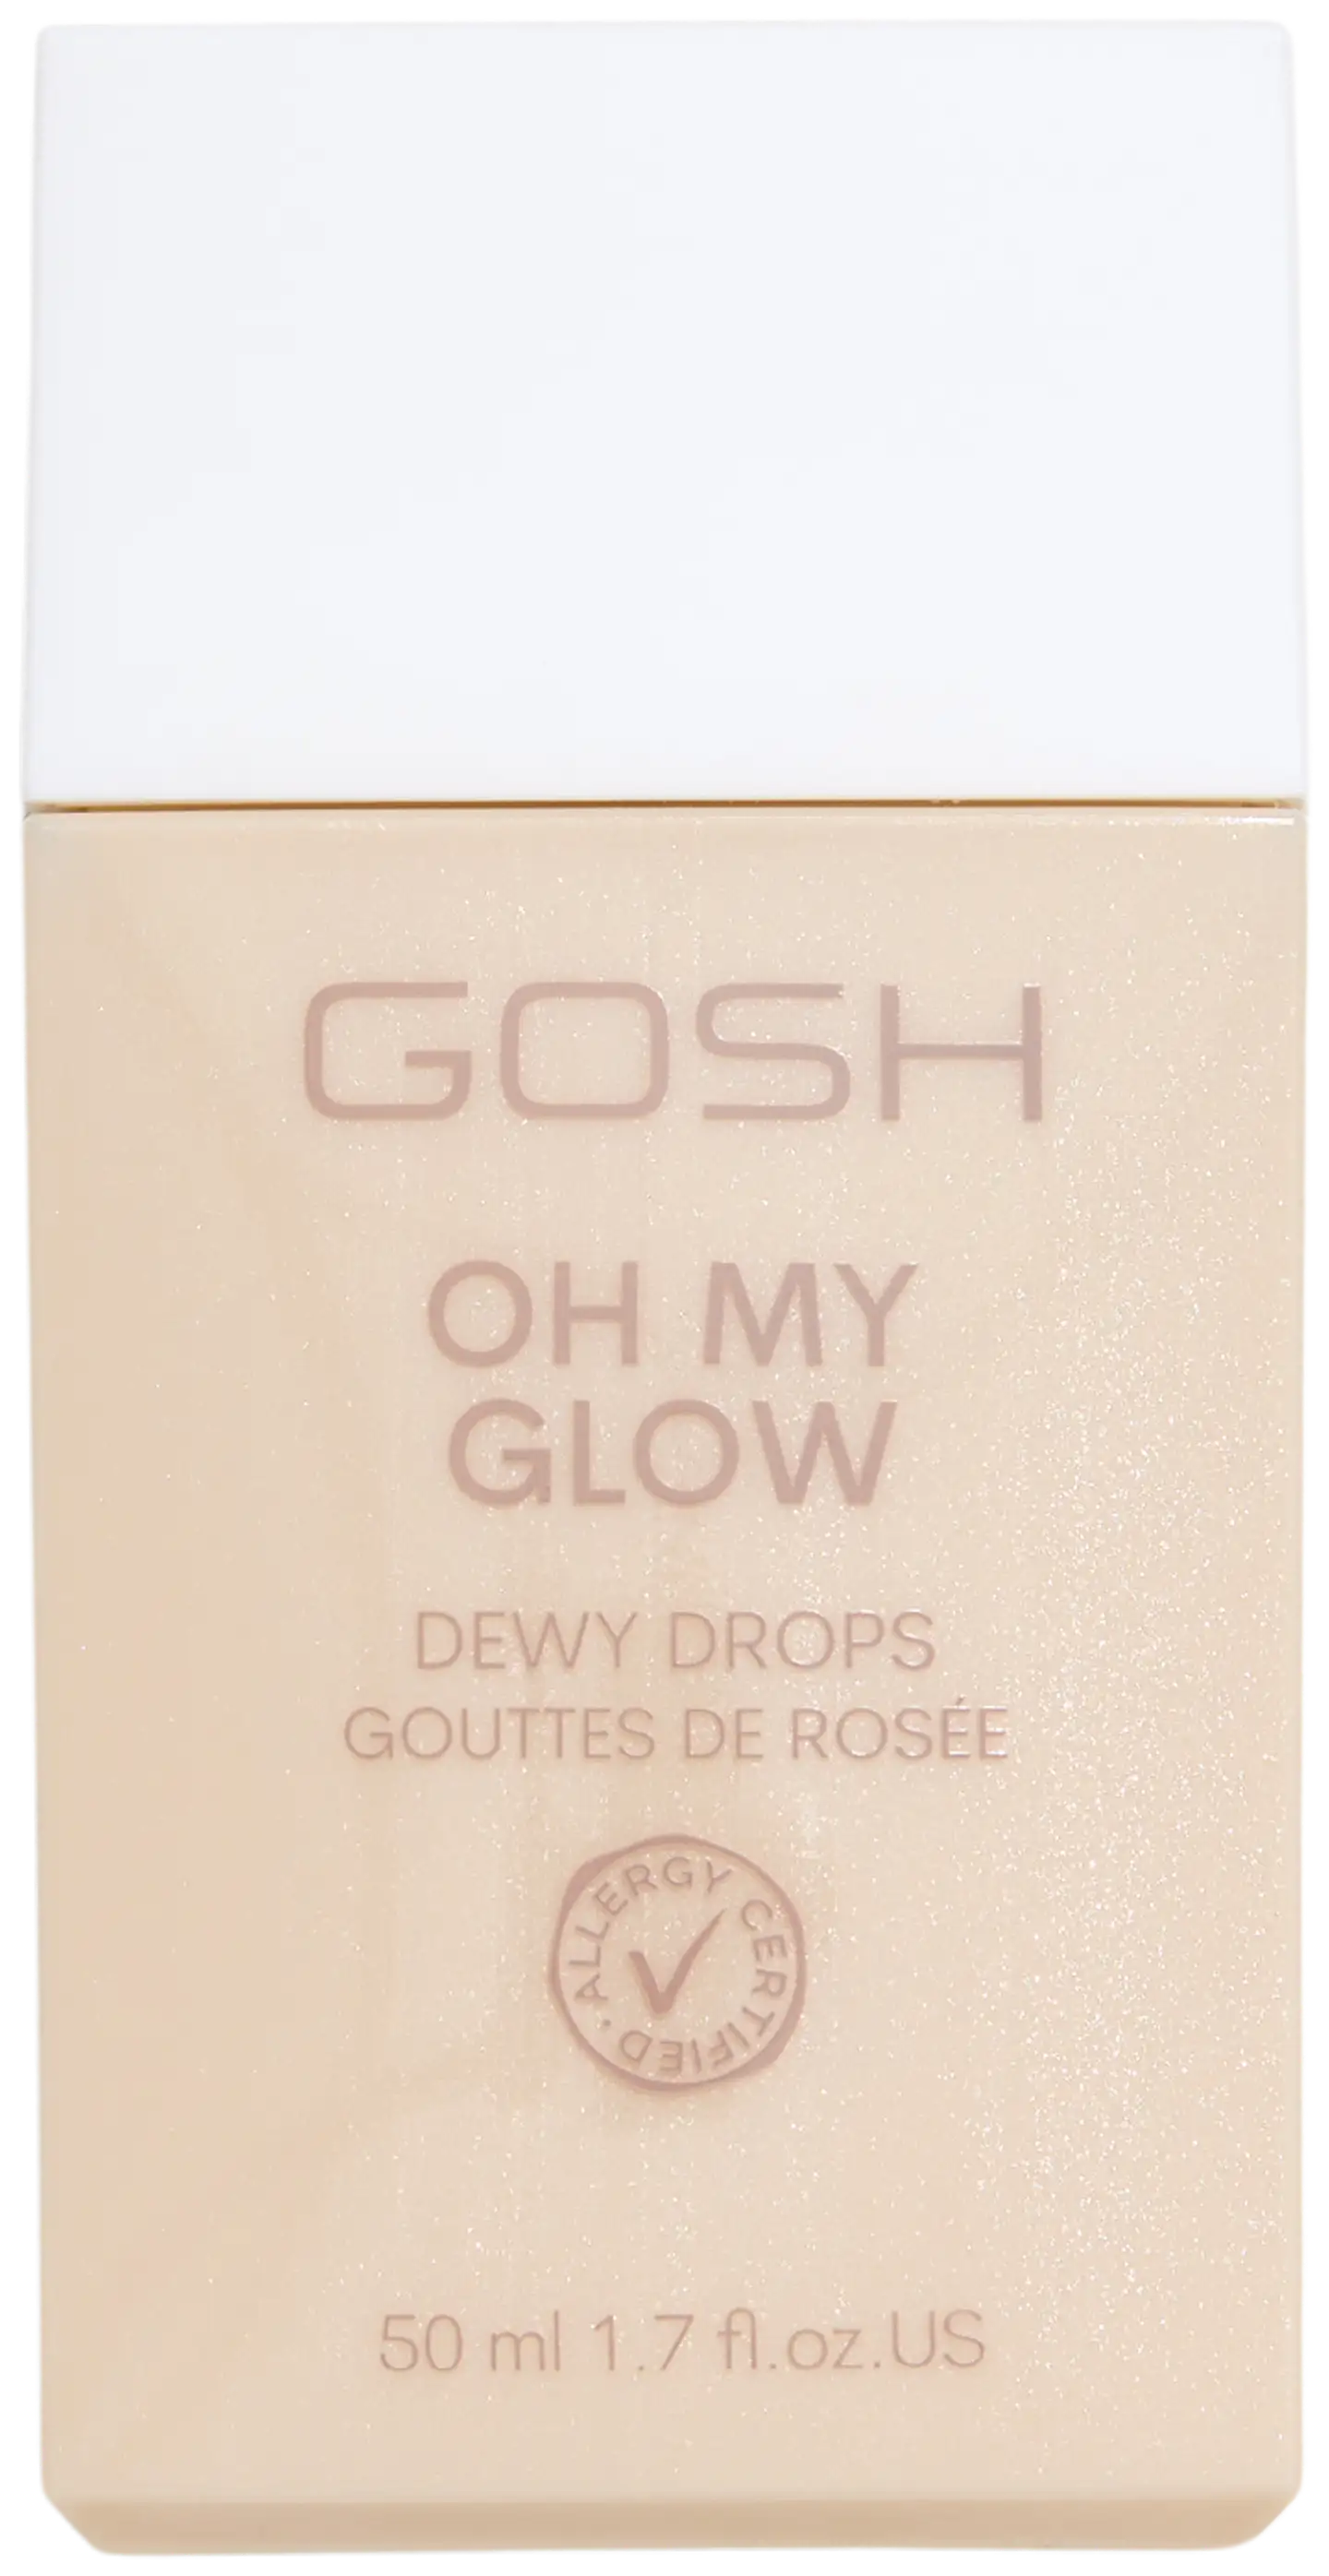 GOSH
OH MY
GLOW
DEWY DROPS
GOUTTES DE ROSÉE
ALLERGY CERTIFIED •
50 ml 1.7 fl.oz.US